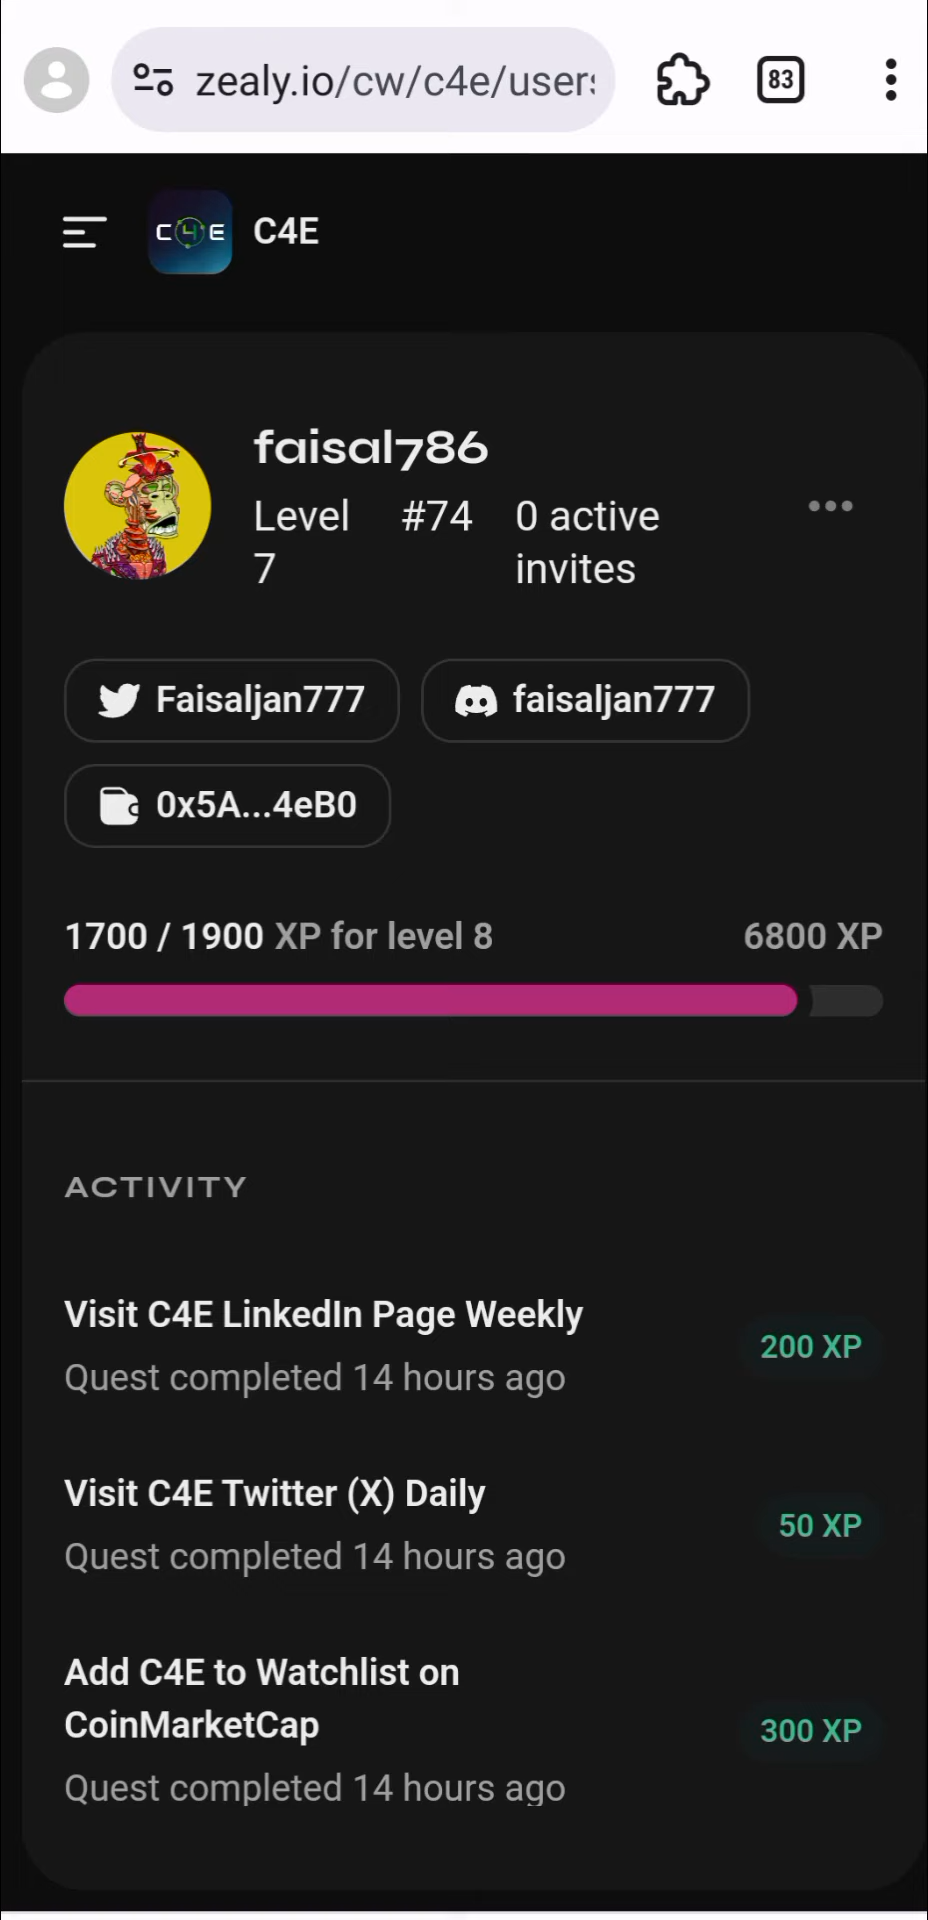 zealy.io/cw/c4e/users
83
C4E
C4E
faisal786
Level 7
#74
0 active invites
Faisaljan777
faisaljan777
0x5A...4eB0
1700 / 1900 XP for level 8
6800 XP
ACTIVITY
Visit C4E LinkedIn Page Weekly
Quest completed 14 hours ago
200 XP
Visit C4E Twitter (X) Daily
Quest completed 14 hours ago
50 XP
Add C4E to Watchlist on
CoinMarketCap
Quest completed 14 hours ago
300 XP